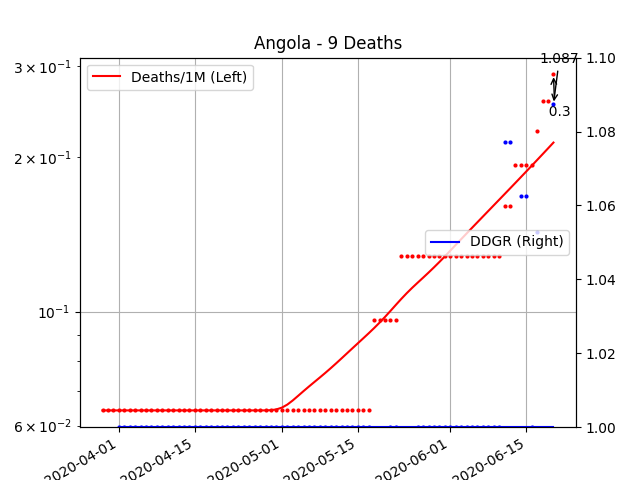 Angola - 9 Deaths
1.087
0.3
Deaths/1M (Left)
DDGR (Right)
3 × 10⁻¹
2 × 10⁻¹
10⁻¹
6 × 10⁻²
1.10
1.08
1.06
1.04
1.02
1.00
2020-04-01
2020-04-15
2020-05-01
2020-05-15
2020-06-01
2020-06-15